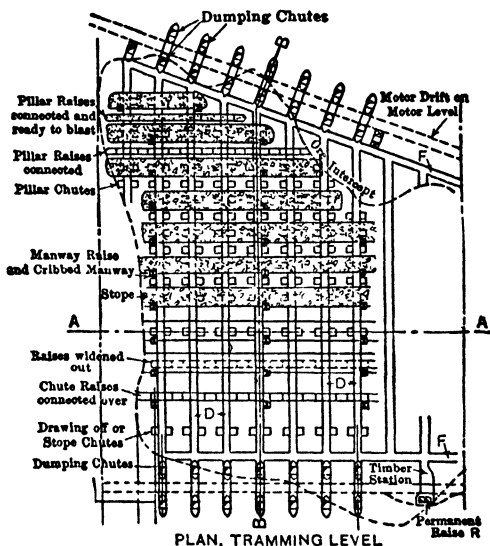 Dumping Chutes
B
Motor Drift on
Motor Level
Pillar Raises
connected and
ready to blast
Ore Intercept
F
Pillar Raises
connected
Pillar Chutes
Manway Raise
and Cribbed Manway
Stope
A
A
Raises widened
out
Chute Raises
connected over
D
D
Drawing off or
Stope Chutes
F
Dumping Chutes
Timber
Station
B
Permanent
Raise R
PLAN, TRAMMING LEVEL